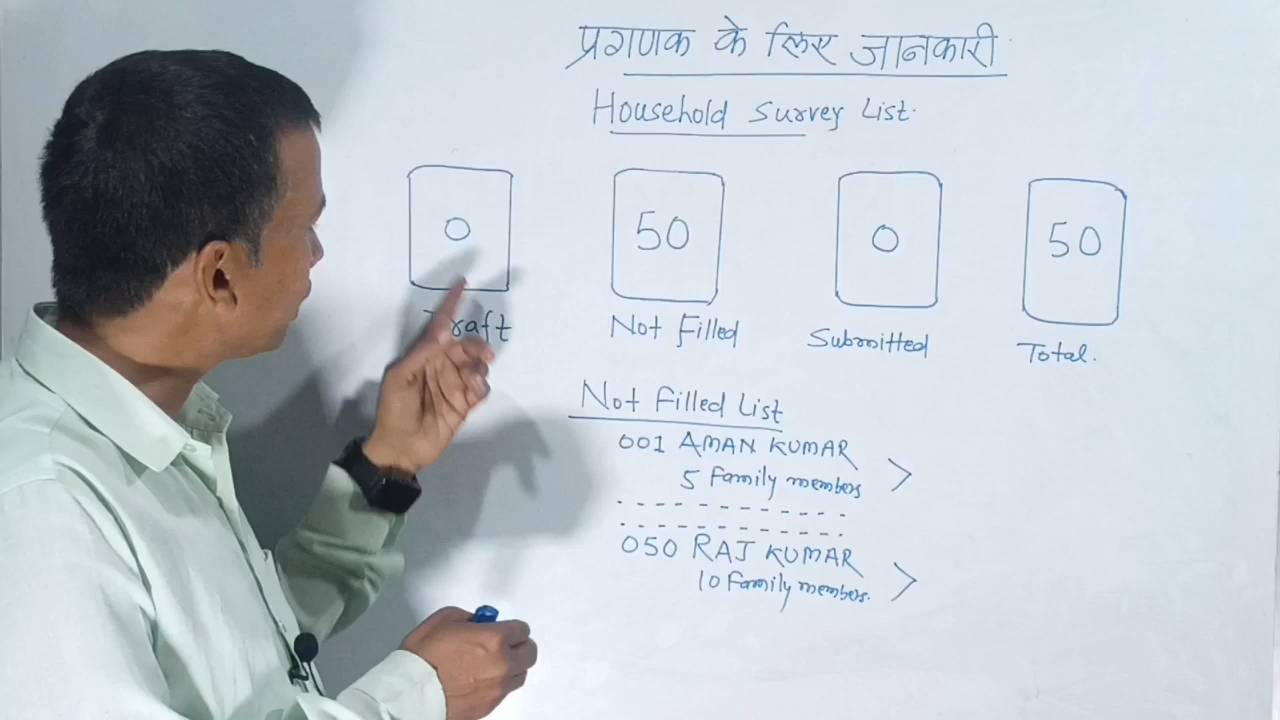 प्रगणक के लिए जानकारी
Household Survey List.
0 50 0 50
Draft Not Filled Submitted Total.
Not Filled List
001 AMAN KUMAR
5 Family members >
050 RAJ KUMAR
10 Family members. >